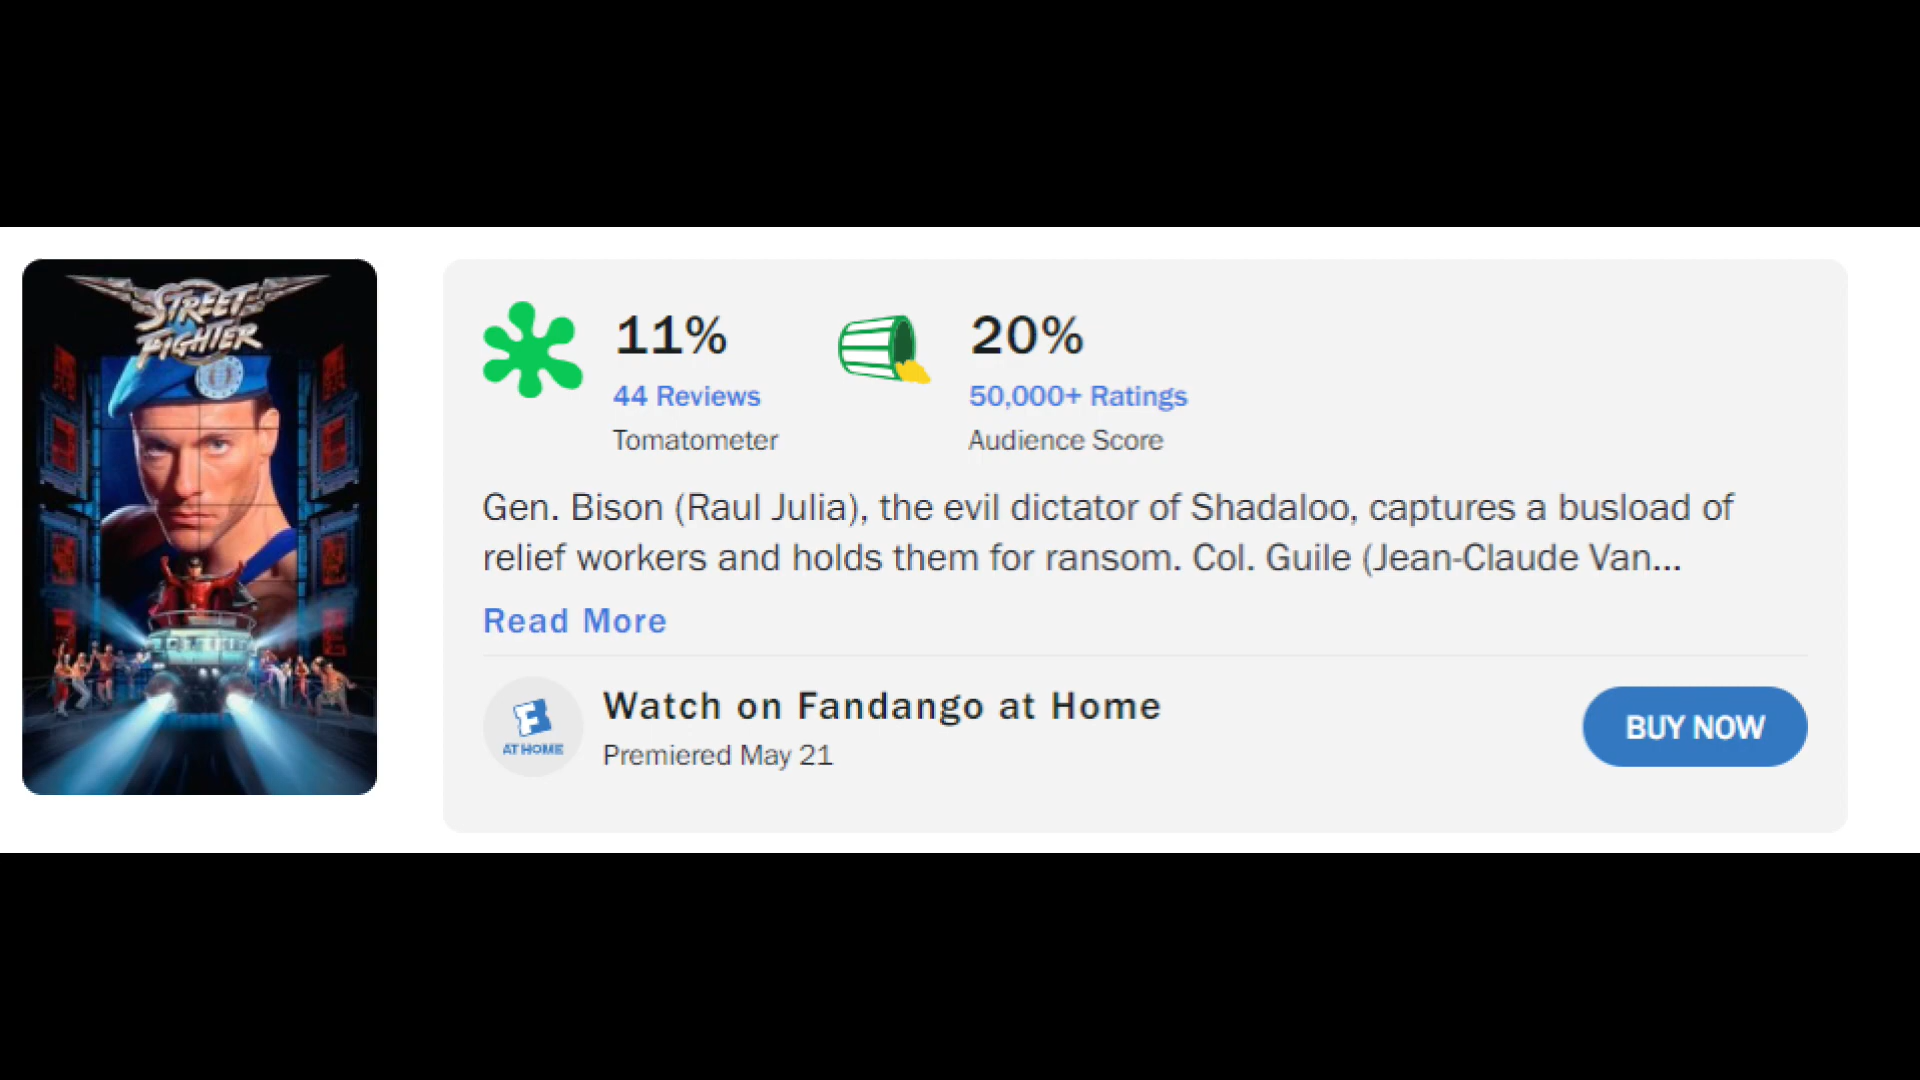 STREET
FIGHTER
11%
44 Reviews
Tomatometer
20%
50,000+ Ratings
Audience Score
Gen. Bison (Raul Julia), the evil dictator of Shadaloo, captures a busload of
relief workers and holds them for ransom. Col. Guile (Jean-Claude Van...
Read More
F
AT HOME
Watch on Fandango at Home
Premiered May 21
BUY NOW